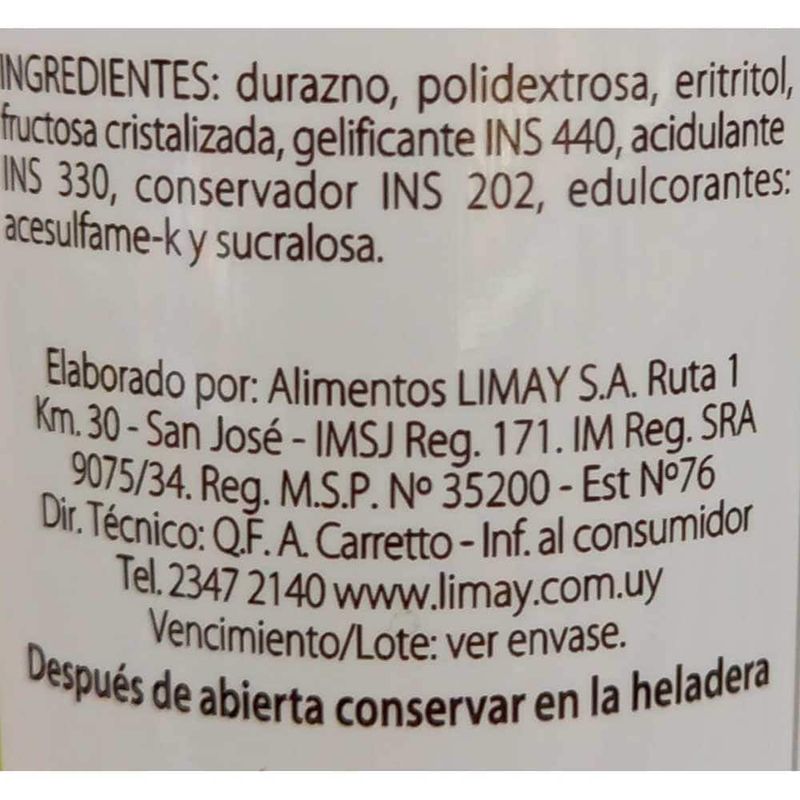 INGREDIENTES: durazno, polidextrosa, eritritol,
fructosa cristalizada, gelificante INS 440, acidulante
INS 330, conservador INS 202, edulcorantes:
acesulfame-k y sucralosa.
Elaborado por: Alimentos LIMAY S.A. Ruta 1
Km. 30 - San José - IMSJ Reg. 171. IM Reg. SRA
9075/34. Reg. M.S.P. Nº 35200 - Est Nº76
Dir. Técnico: Q.F. A. Carretto - Inf. al consumidor
Tel. 2347 2140 www.limay.com.uy
Vencimiento/Lote: ver envase.
Después de abierta conservar en la heladera